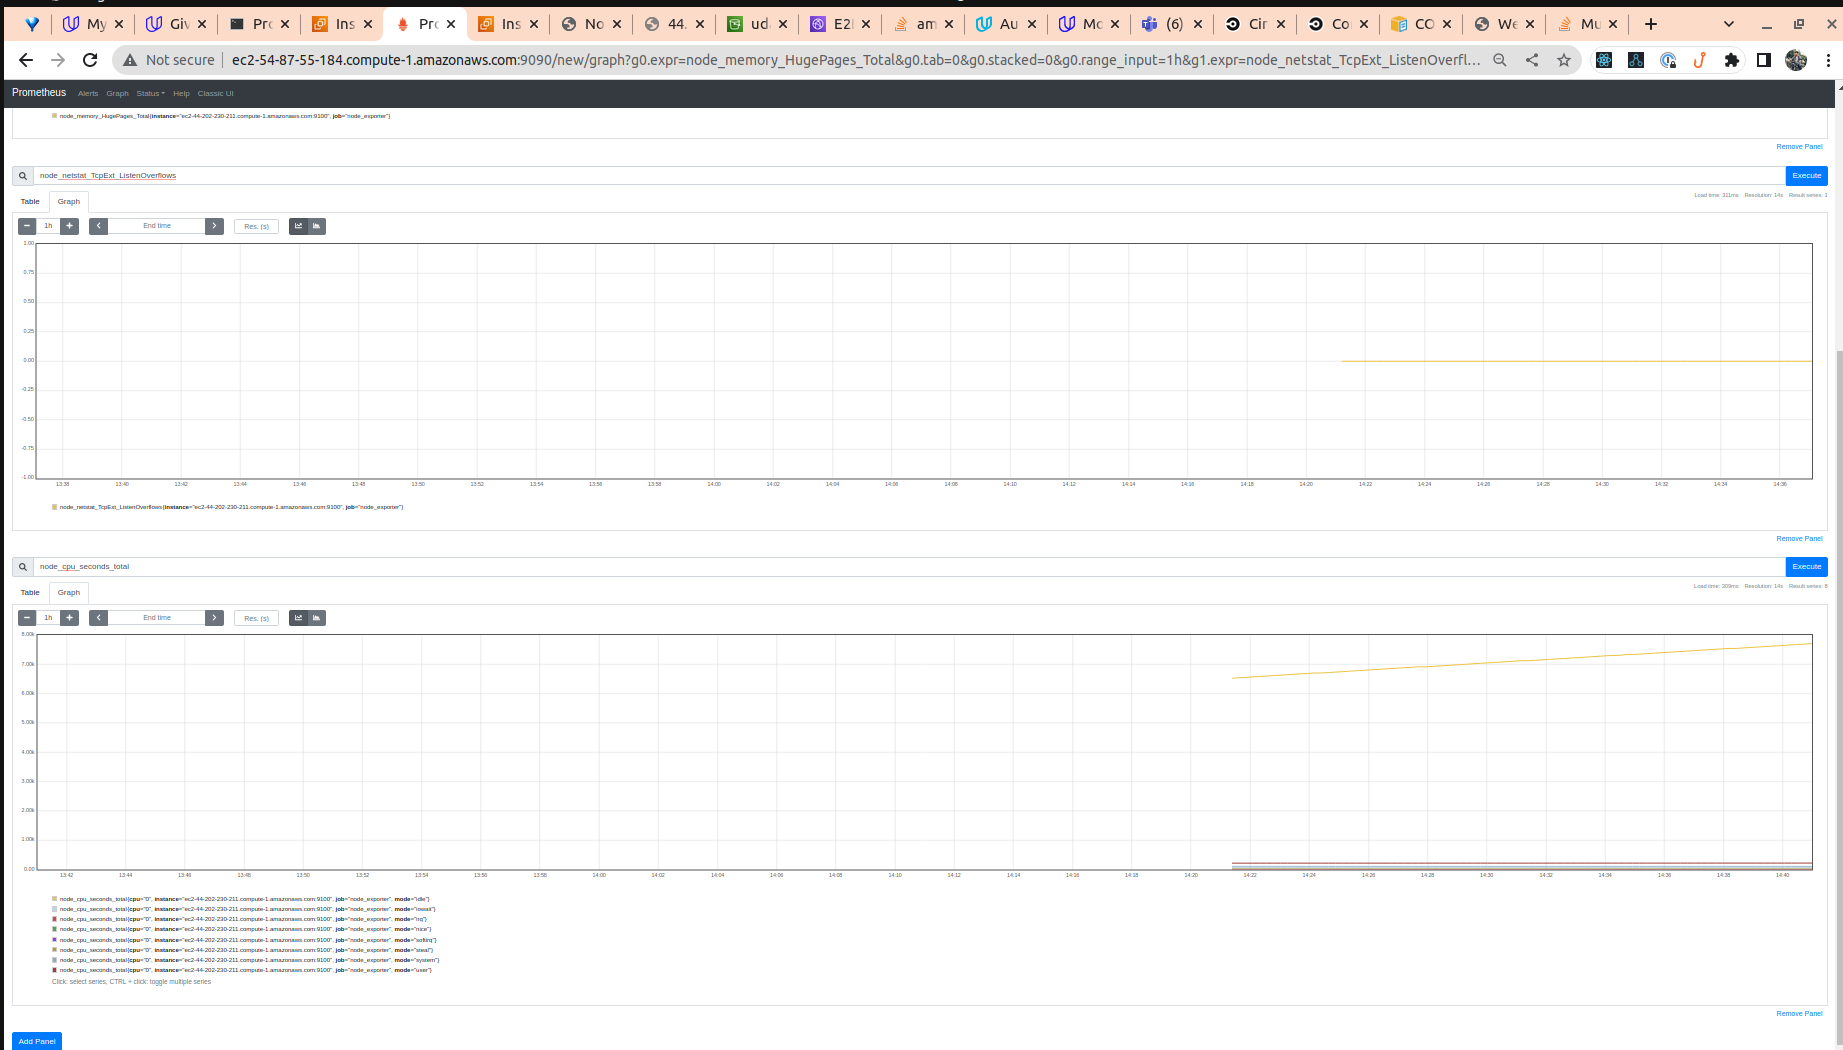 My
Giv
Prc
Ins
Prc
Ins
No
44.
ud
E2I
am
Au
Mc
(6)
Cir
Co
CO
We
Mu
Not secure
ec2-54-87-55-184.compute-1.amazonaws.com:9090/new/graph?g0.expr=node_memory_HugePages_Total&g0.tab=0&g0.stacked=0&g0.range_input=1h&g1.expr=node_netstat_TcpExt_ListenOverfl...
Prometheus Alerts Graph Status Help Classic UI
node_memory_HugePages_Total{instance="ec2-44-202-230-211.compute-1.amazonaws.com:9100", job="node_exporter"}
Remove Panel
node_netstat_TcpExt_ListenOverflows
Execute
Table Graph
Load time: 311ms Resolution: 14s Result series: 1
1h End time Res. (s)
1.00
0.75
0.50
0.25
0.00
-0.25
-0.50
-0.75
-1.00
13:38 13:40 13:42 13:44 13:46 13:48 13:50 13:52 13:54 13:56 13:58 14:00 14:02 14:04 14:06 14:08 14:10 14:12 14:14 14:16 14:18 14:20 14:22 14:24 14:26 14:28 14:30 14:32 14:34 14:36
node_netstat_TcpExt_ListenOverflows{instance="ec2-44-202-230-211.compute-1.amazonaws.com:9100", job="node_exporter"}
Remove Panel
node_cpu_seconds_total
Execute
Table Graph
Load time: 309ms Resolution: 14s Result series: 8
1h End time Res. (s)
8.00k
7.00k
6.00k
5.00k
4.00k
3.00k
2.00k
1.00k
0.00
13:42 13:44 13:46 13:48 13:50 13:52 13:54 13:56 13:58 14:00 14:02 14:04 14:06 14:08 14:10 14:12 14:14 14:16 14:18 14:20 14:22 14:24 14:26 14:28 14:30 14:32 14:34 14:36 14:38 14:40
node_cpu_seconds_total{cpu="0", instance="ec2-44-202-230-211.compute-1.amazonaws.com:9100", job="node_exporter", mode="idle"}
node_cpu_seconds_total{cpu="0", instance="ec2-44-202-230-211.compute-1.amazonaws.com:9100", job="node_exporter", mode="iowait"}
node_cpu_seconds_total{cpu="0", instance="ec2-44-202-230-211.compute-1.amazonaws.com:9100", job="node_exporter", mode="irq"}
node_cpu_seconds_total{cpu="0", instance="ec2-44-202-230-211.compute-1.amazonaws.com:9100", job="node_exporter", mode="nice"}
node_cpu_seconds_total{cpu="0", instance="ec2-44-202-230-211.compute-1.amazonaws.com:9100", job="node_exporter", mode="softirq"}
node_cpu_seconds_total{cpu="0", instance="ec2-44-202-230-211.compute-1.amazonaws.com:9100", job="node_exporter", mode="steal"}
node_cpu_seconds_total{cpu="0", instance="ec2-44-202-230-211.compute-1.amazonaws.com:9100", job="node_exporter", mode="system"}
node_cpu_seconds_total{cpu="0", instance="ec2-44-202-230-211.compute-1.amazonaws.com:9100", job="node_exporter", mode="user"}
Click: select series, CTRL + click: toggle multiple series
Remove Panel
Add Panel